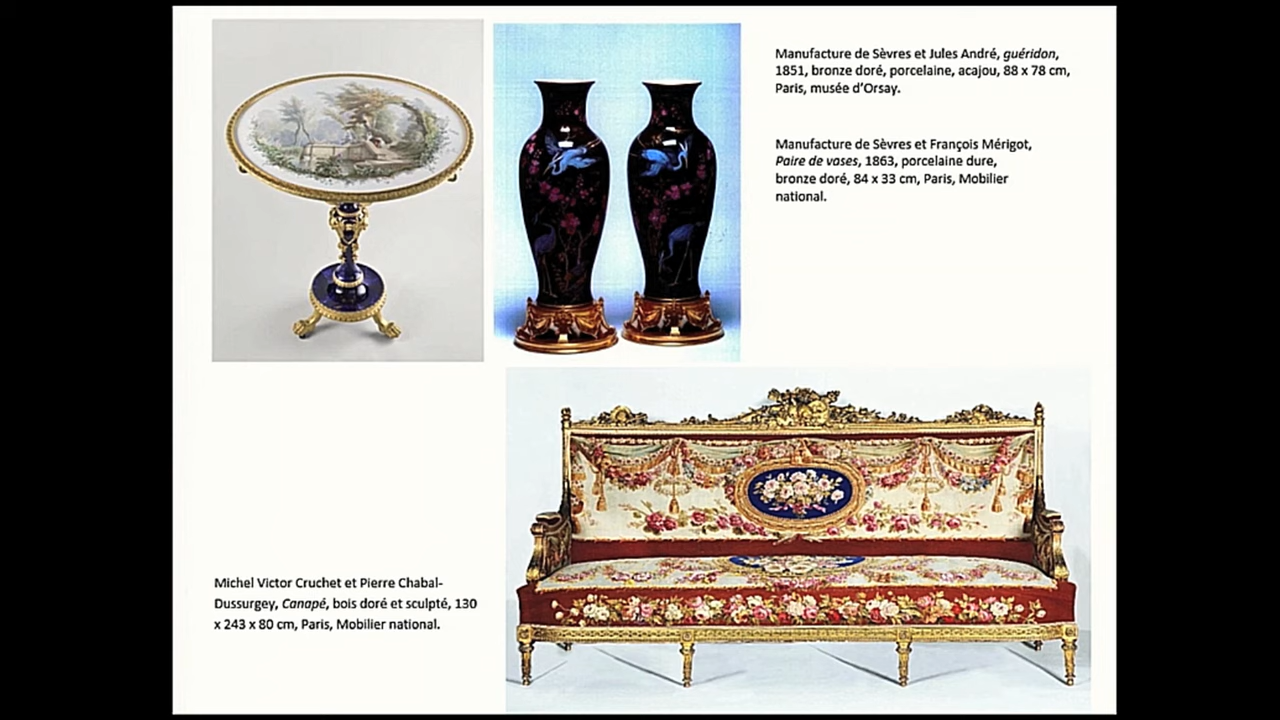 Manufacture de Sèvres et Jules André, guéridon,
1851, bronze doré, porcelaine, acajou, 88 x 78 cm,
Paris, musée d'Orsay.
Manufacture de Sèvres et François Mérigot,
Paire de vases, 1863, porcelaine dure,
bronze doré, 84 x 33 cm, Paris, Mobilier
national.
Michel Victor Cruchet et Pierre Chabal-
Dussurgey, Canapé, bois doré et sculpté, 130
x 243 x 80 cm, Paris, Mobilier national.